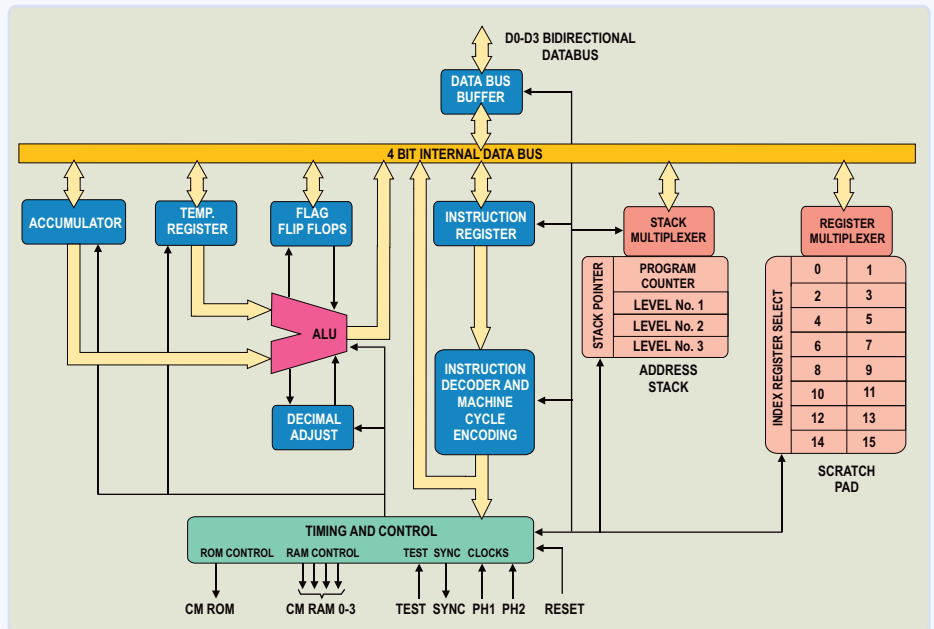 D0-D3 BIDIRECTIONAL
DATABUS
DATA BUS
BUFFER
4 BIT INTERNAL DATA BUS
ACCUMULATOR
TEMP.
REGISTER
FLAG
FLIP FLOPS
INSTRUCTION
REGISTER
STACK
MULTIPLEXER
REGISTER
MULTIPLEXER
STACK POINTER
PROGRAM
COUNTER
LEVEL No. 1
LEVEL No. 2
LEVEL No. 3
ADDRESS
STACK
INDEX REGISTER SELECT
0 1
2 3
4 5
6 7
8 9
10 11
12 13
14 15
SCRATCH
PAD
ALU
DECIMAL
ADJUST
INSTRUCTION
DECODER AND
MACHINE
CYCLE
ENCODING
TIMING AND CONTROL
ROM CONTROL RAM CONTROL TEST SYNC CLOCKS
CM ROM CM RAM 0-3 TEST SYNC PH1 PH2 RESET